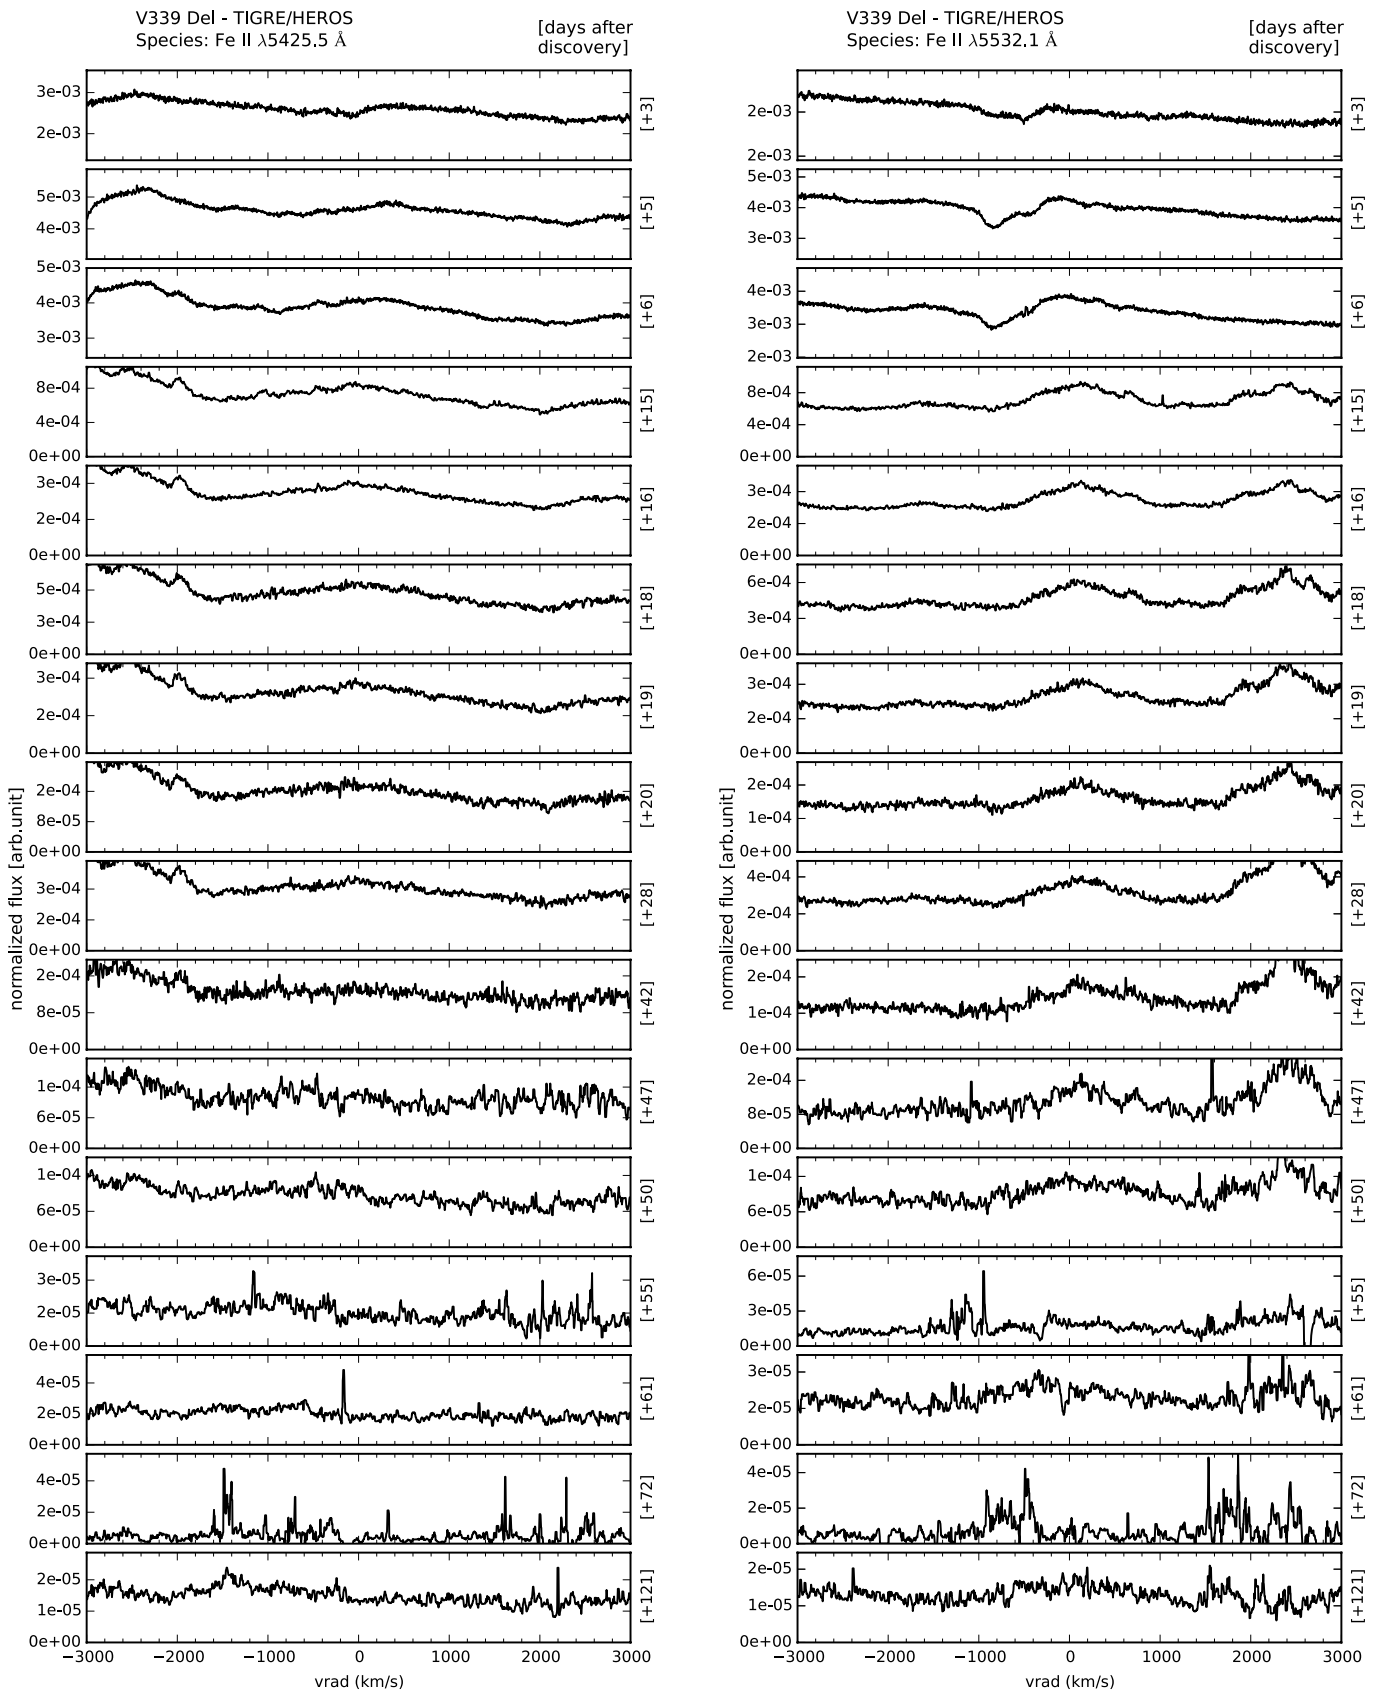 V339 Del - TIGRE/HEROS
Species: Fe II λ5425.5 Å
[days after
discovery]
3e−03
2e−03
[+3]
5e−03
4e−03
[+5]
5e−03
4e−03
3e−03
[+6]
8e−04
4e−04
0e+00
[+15]
3e−04
2e−04
0e+00
[+16]
5e−04
3e−04
0e+00
[+18]
3e−04
2e−04
0e+00
[+19]
2e−04
8e−05
0e+00
[+20]
3e−04
2e−04
0e+00
[+28]
2e−04
8e−05
0e+00
[+42]
1e−04
6e−05
0e+00
[+47]
1e−04
6e−05
0e+00
[+50]
3e−05
2e−05
0e+00
[+55]
4e−05
2e−05
0e+00
[+61]
4e−05
2e−05
0e+00
[+72]
2e−05
1e−05
0e+00
[+121]
normalized flux [arb.unit]
−3000 −2000 −1000 0 1000 2000 3000
vrad (km/s)
V339 Del - TIGRE/HEROS
Species: Fe II λ5532.1 Å
[days after
discovery]
2e−03
2e−03
[+3]
5e−03
4e−03
3e−03
[+5]
4e−03
3e−03
2e−03
[+6]
8e−04
4e−04
0e+00
[+15]
3e−04
2e−04
0e+00
[+16]
6e−04
3e−04
0e+00
[+18]
3e−04
2e−04
0e+00
[+19]
2e−04
1e−04
0e+00
[+20]
4e−04
2e−04
0e+00
[+28]
2e−04
1e−04
0e+00
[+42]
2e−04
8e−05
0e+00
[+47]
1e−04
6e−05
0e+00
[+50]
6e−05
3e−05
0e+00
[+55]
3e−05
2e−05
0e+00
[+61]
4e−05
2e−05
0e+00
[+72]
2e−05
1e−05
0e+00
[+121]
normalized flux [arb.unit]
−3000 −2000 −1000 0 1000 2000 3000
vrad (km/s)